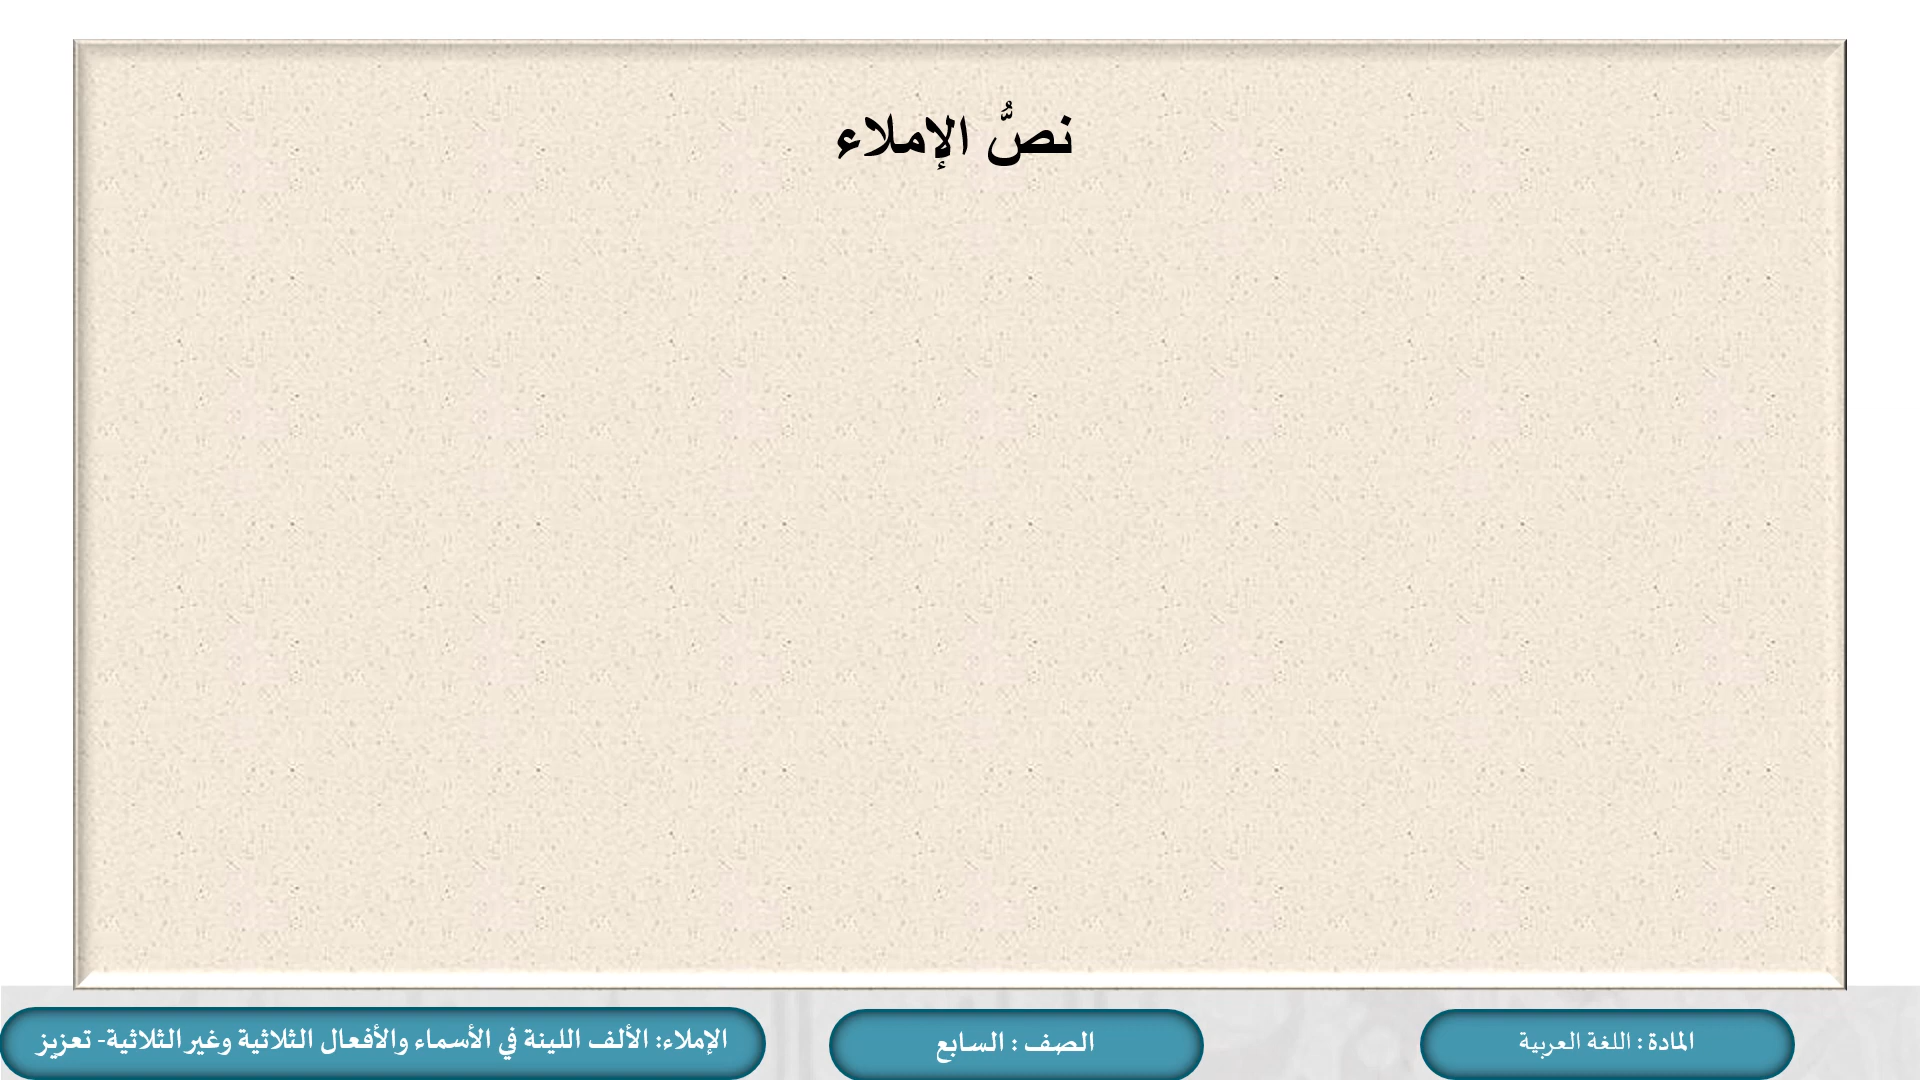 نصُّ الإملاء
المادة : اللغة العربية
الصف : السابع
الإملاء: الألف اللينة في الأسماء والأفعال الثلاثية وغير الثلاثية- تعزيز